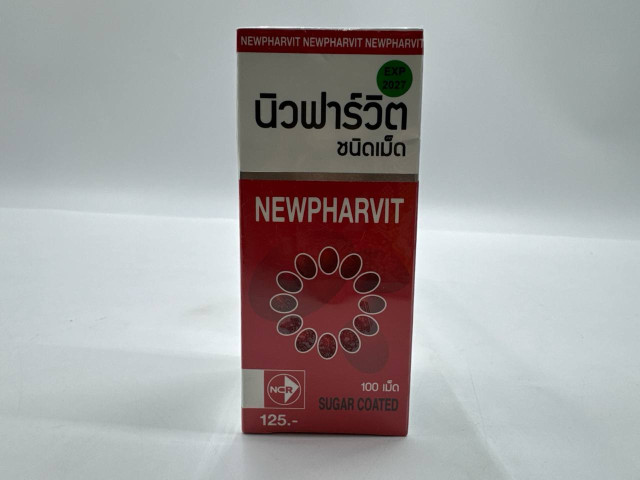 NEWPHARVIT NEWPHARVIT NEWPHARVIT
EXP
2027
นิวฟาร์วิต
ชนิดเม็ด
NEWPHARVIT
NCR
100 เม็ด
SUGAR COATED
125.-